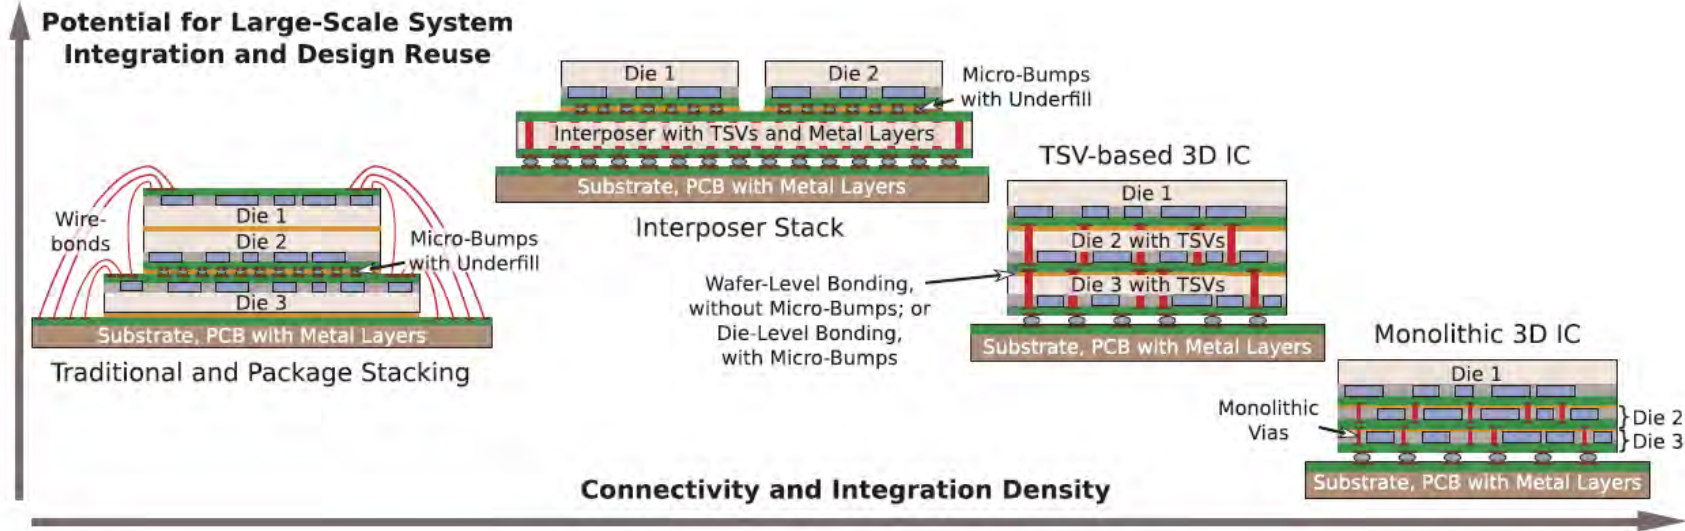 Potential for Large-Scale System
Integration and Design Reuse
Wire-
bonds
Die 1
Die 2
Die 3
Micro-Bumps
with Underfill
Substrate, PCB with Metal Layers
Traditional and Package Stacking
Die 1
Die 2
Micro-Bumps
with Underfill
Interposer with TSVs and Metal Layers
Substrate, PCB with Metal Layers
Interposer Stack
TSV-based 3D IC
Die 1
Die 2 with TSVs
Die 3 with TSVs
Wafer-Level Bonding,
without Micro-Bumps; or
Die-Level Bonding,
with Micro-Bumps
Substrate, PCB with Metal Layers
Monolithic 3D IC
Die 1
Monolithic
Vias
Die 2
Die 3
Substrate, PCB with Metal Layers
Connectivity and Integration Density